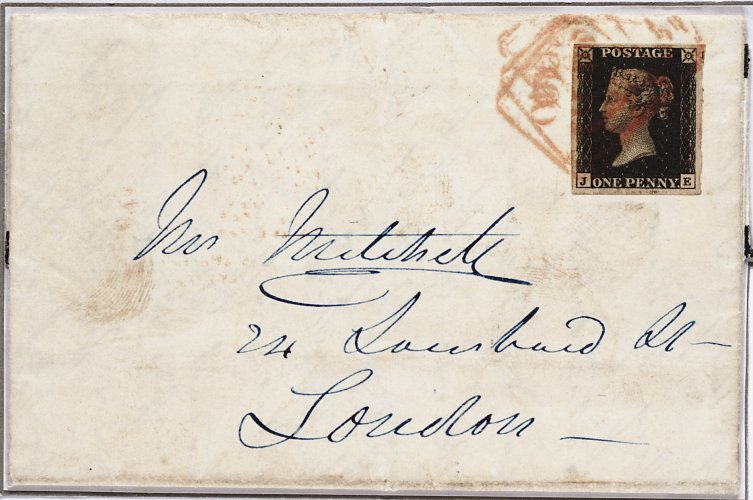 POSTAGE
J ONE PENNY E
Mr Mitchell
24 Lombard St
London